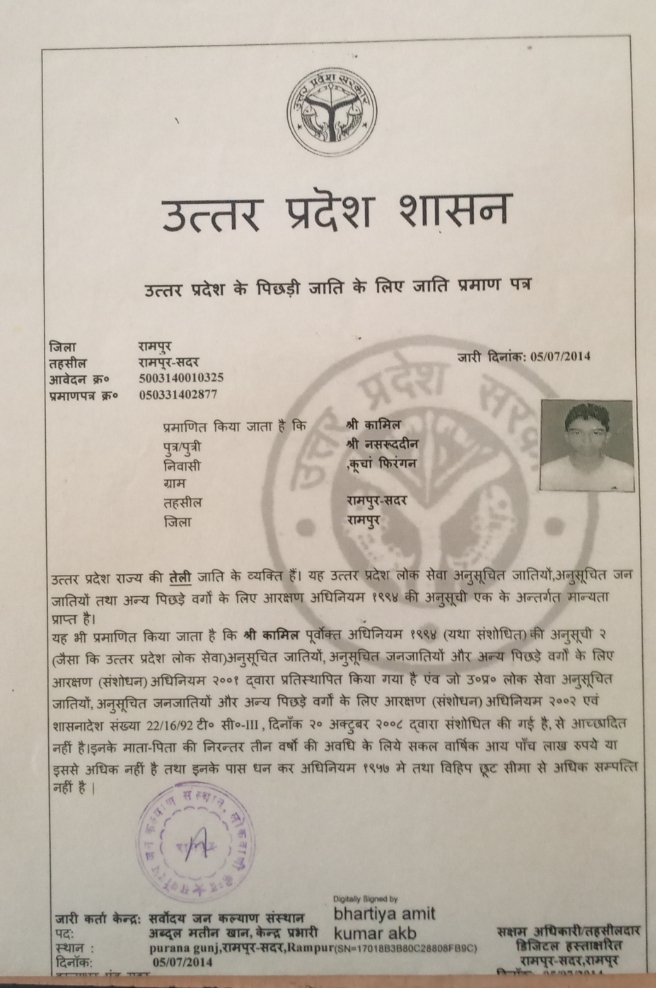 उत्तर प्रदेश सरकार
उत्तर प्रदेश शासन
उत्तर प्रदेश के पिछड़ी जाति के लिए जाति प्रमाण पत्र
जिला रामपुर
तहसील रामपुर-सदर जारी दिनांक: 05/07/2014
आवेदन क्र० 5003140010325
प्रमाणपत्र क्र० 050331402877
प्रमाणित किया जाता है कि श्री कामिल
पुत्र/पुत्री श्री नसरूददीन
निवासी ,कूचां फिरंगन
ग्राम
तहसील रामपुर-सदर
जिला रामपुर
उत्तर प्रदेश राज्य की तेली जाति के व्यक्ति हैं। यह उत्तर प्रदेश लोक सेवा अनुसूचित जातियों,अनुसूचित जन
जातियों तथा अन्य पिछड़े वर्गों के लिए आरक्षण अधिनियम १९९४ की अनुसूची एक के अन्तर्गत मान्यता
प्राप्त है।
यह भी प्रमाणित किया जाता है कि श्री कामिल पूर्वोक्त अधिनियम १९९४ (यथा संशोधित) की अनुसूची २
(जैसा कि उत्तर प्रदेश लोक सेवा)अनुसूचित जातियों, अनुसूचित जनजातियों और अन्य पिछड़े वर्गों के लिए
आरक्षण (संशोधन) अधिनियम २००१ द्वारा प्रतिस्थापित किया गया है एंव जो उ०प्र० लोक सेवा अनुसूचित
जातियों, अनुसूचित जनजातियों और अन्य पिछड़े वर्गों के लिए आरक्षण (संशोधन) अधिनियम २००२ एवं
शासनादेश संख्या 22/16/92 टी० सी०-III , दिनाँक २० अक्टुबर २००८ द्वारा संशोधित की गई है, से आच्छादित
नहीं है।इनके माता-पिता की निरन्तर तीन वर्षो की अवधि के लिये सकल वार्षिक आय पाँच लाख रुपये या
इससे अधिक नहीं है तथा इनके पास धन कर अधिनियम १९५७ मे तथा विहिप छूट सीमा से अधिक सम्पत्ति
नहीं है |
जारी कर्ता केन्द्र: सर्वोदय जन कल्याण संस्थान
पद: अब्दुल मतीन खान, केन्द्र प्रभारी
स्थान : purana gunj,rampur-sadar,Rampur
दिनाँक: 05/07/2014
Digitally Signed by
bhartiya amit
kumar akb
(SN=17018B3B80C28808FB9C)
सक्षम अधिकारी/तहसीलदार
डिजिटल हस्ताक्षरित
रामपुर-सदर,रामपुर